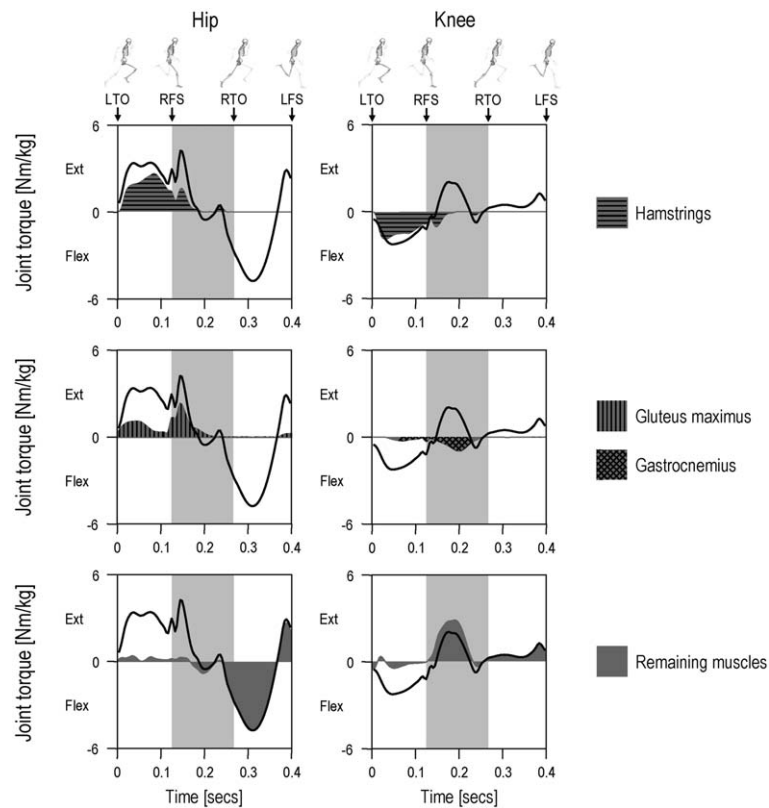 Hip Knee
LTO RFS RTO LFS LTO RFS RTO LFS
6 6
Ext Ext
0 0
Flex Flex
-6 -6
Joint torque [Nm/kg]
0 0.1 0.2 0.3 0.4 0 0.1 0.2 0.3 0.4
Hamstrings
6 6
Ext Ext
0 0
Flex Flex
-6 -6
Joint torque [Nm/kg]
0 0.1 0.2 0.3 0.4 0 0.1 0.2 0.3 0.4
Gluteus maximus
Gastrocnemius
6 6
Ext Ext
0 0
Flex Flex
-6 -6
Joint torque [Nm/kg]
0 0.1 0.2 0.3 0.4 0 0.1 0.2 0.3 0.4
Time [secs] Time [secs]
Remaining muscles